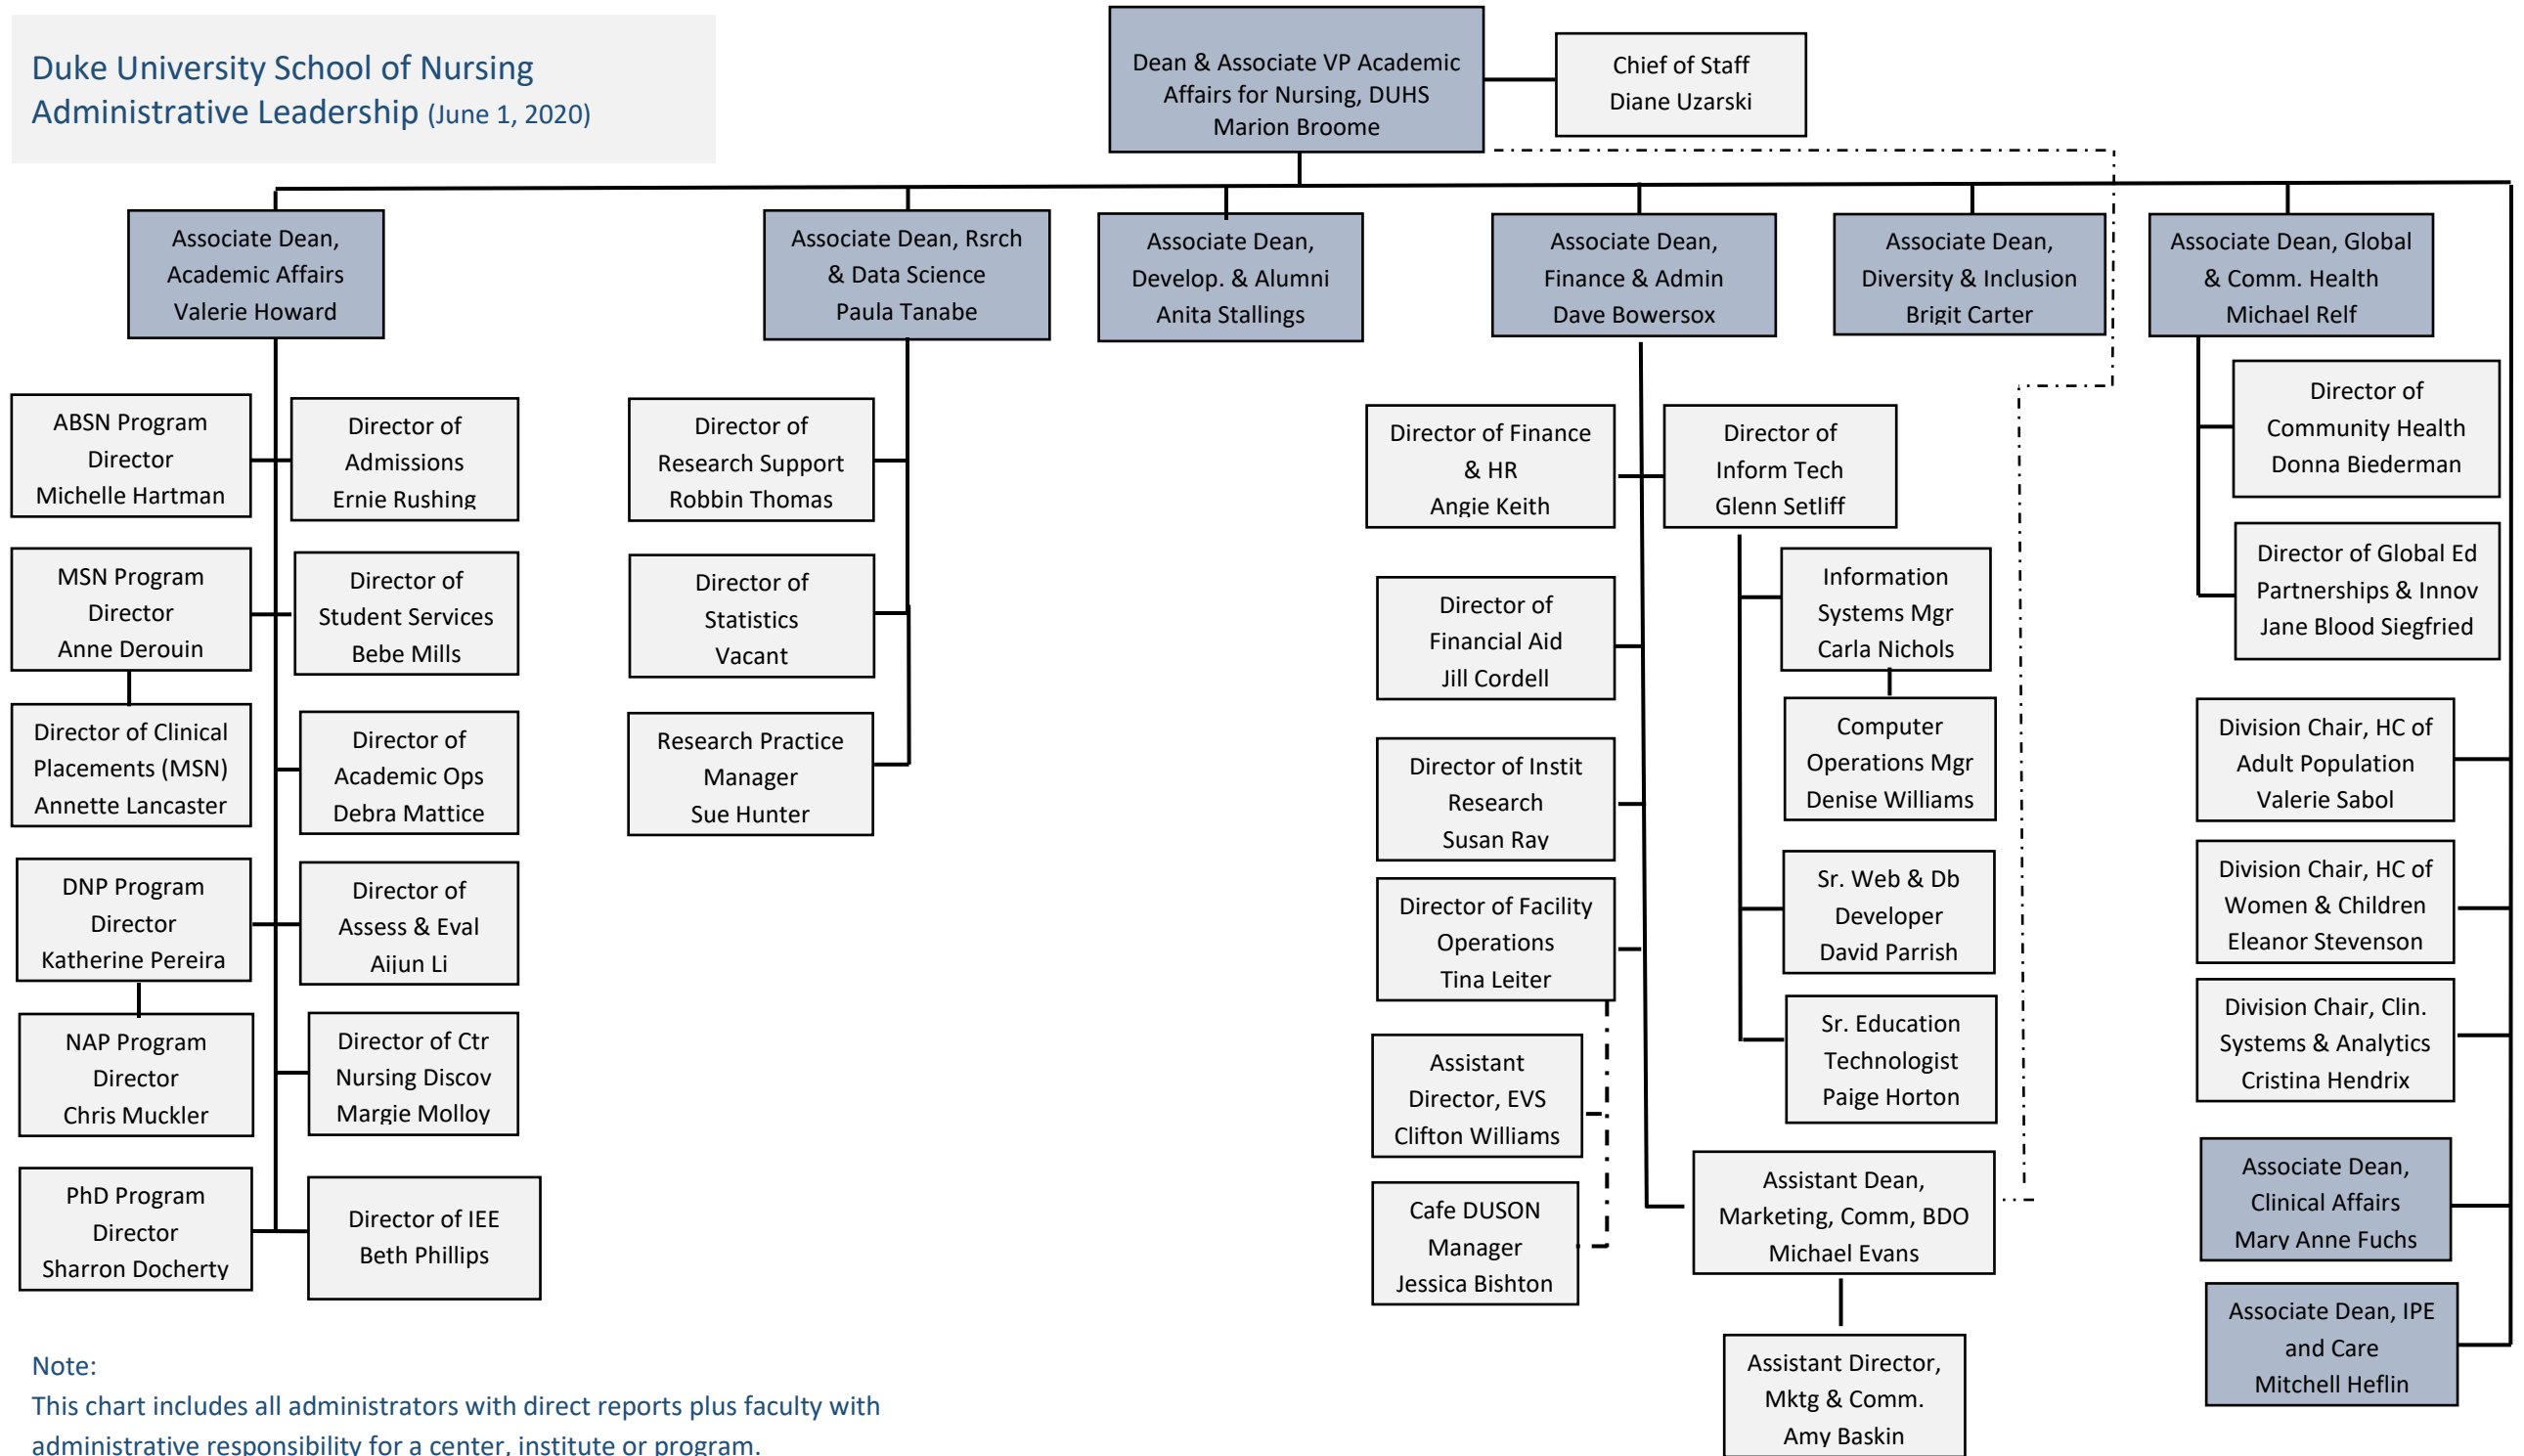 Duke University School of Nursing
Administrative Leadership (June 1, 2020)
Dean & Associate VP Academic
Affairs for Nursing, DUHS
Marion Broome
Chief of Staff
Diane Uzarski
Associate Dean,
Academic Affairs
Valerie Howard
Associate Dean, Rsrch
& Data Science
Paula Tanabe
Associate Dean,
Develop. & Alumni
Anita Stallings
Associate Dean,
Finance & Admin
Dave Bowersox
Associate Dean,
Diversity & Inclusion
Brigit Carter
Associate Dean, Global
& Comm. Health
Michael Relf
ABSN Program
Director
Michelle Hartman
Director of
Admissions
Ernie Rushing
MSN Program
Director
Anne Derouin
Director of
Student Services
Bebe Mills
Director of Clinical
Placements (MSN)
Annette Lancaster
Director of
Academic Ops
Debra Mattice
DNP Program
Director
Katherine Pereira
Director of
Assess & Eval
Aijun Li
NAP Program
Director
Chris Muckler
Director of Ctr
Nursing Discov
Margie Molloy
PhD Program
Director
Sharron Docherty
Director of IEE
Beth Phillips
Director of
Research Support
Robbin Thomas
Director of
Statistics
Vacant
Research Practice
Manager
Sue Hunter
Director of Finance
& HR
Angie Keith
Director of
Inform Tech
Glenn Setliff
Director of
Financial Aid
Jill Cordell
Director of Instit
Research
Susan Ray
Director of Facility
Operations
Tina Leiter
Assistant
Director, EVS
Clifton Williams
Cafe DUSON
Manager
Jessica Bishton
Information
Systems Mgr
Carla Nichols
Computer
Operations Mgr
Denise Williams
Sr. Web & Db
Developer
David Parrish
Sr. Education
Technologist
Paige Horton
Assistant Dean,
Marketing, Comm, BDO
Michael Evans
Assistant Director,
Mktg & Comm.
Amy Baskin
Director of
Community Health
Donna Biederman
Director of Global Ed
Partnerships & Innov
Jane Blood Siegfried
Division Chair, HC of
Adult Population
Valerie Sabol
Division Chair, HC of
Women & Children
Eleanor Stevenson
Division Chair, Clin.
Systems & Analytics
Cristina Hendrix
Associate Dean,
Clinical Affairs
Mary Anne Fuchs
Associate Dean, IPE
and Care
Mitchell Heflin
Note:
This chart includes all administrators with direct reports plus faculty with
administrative responsibility for a center, institute or program.